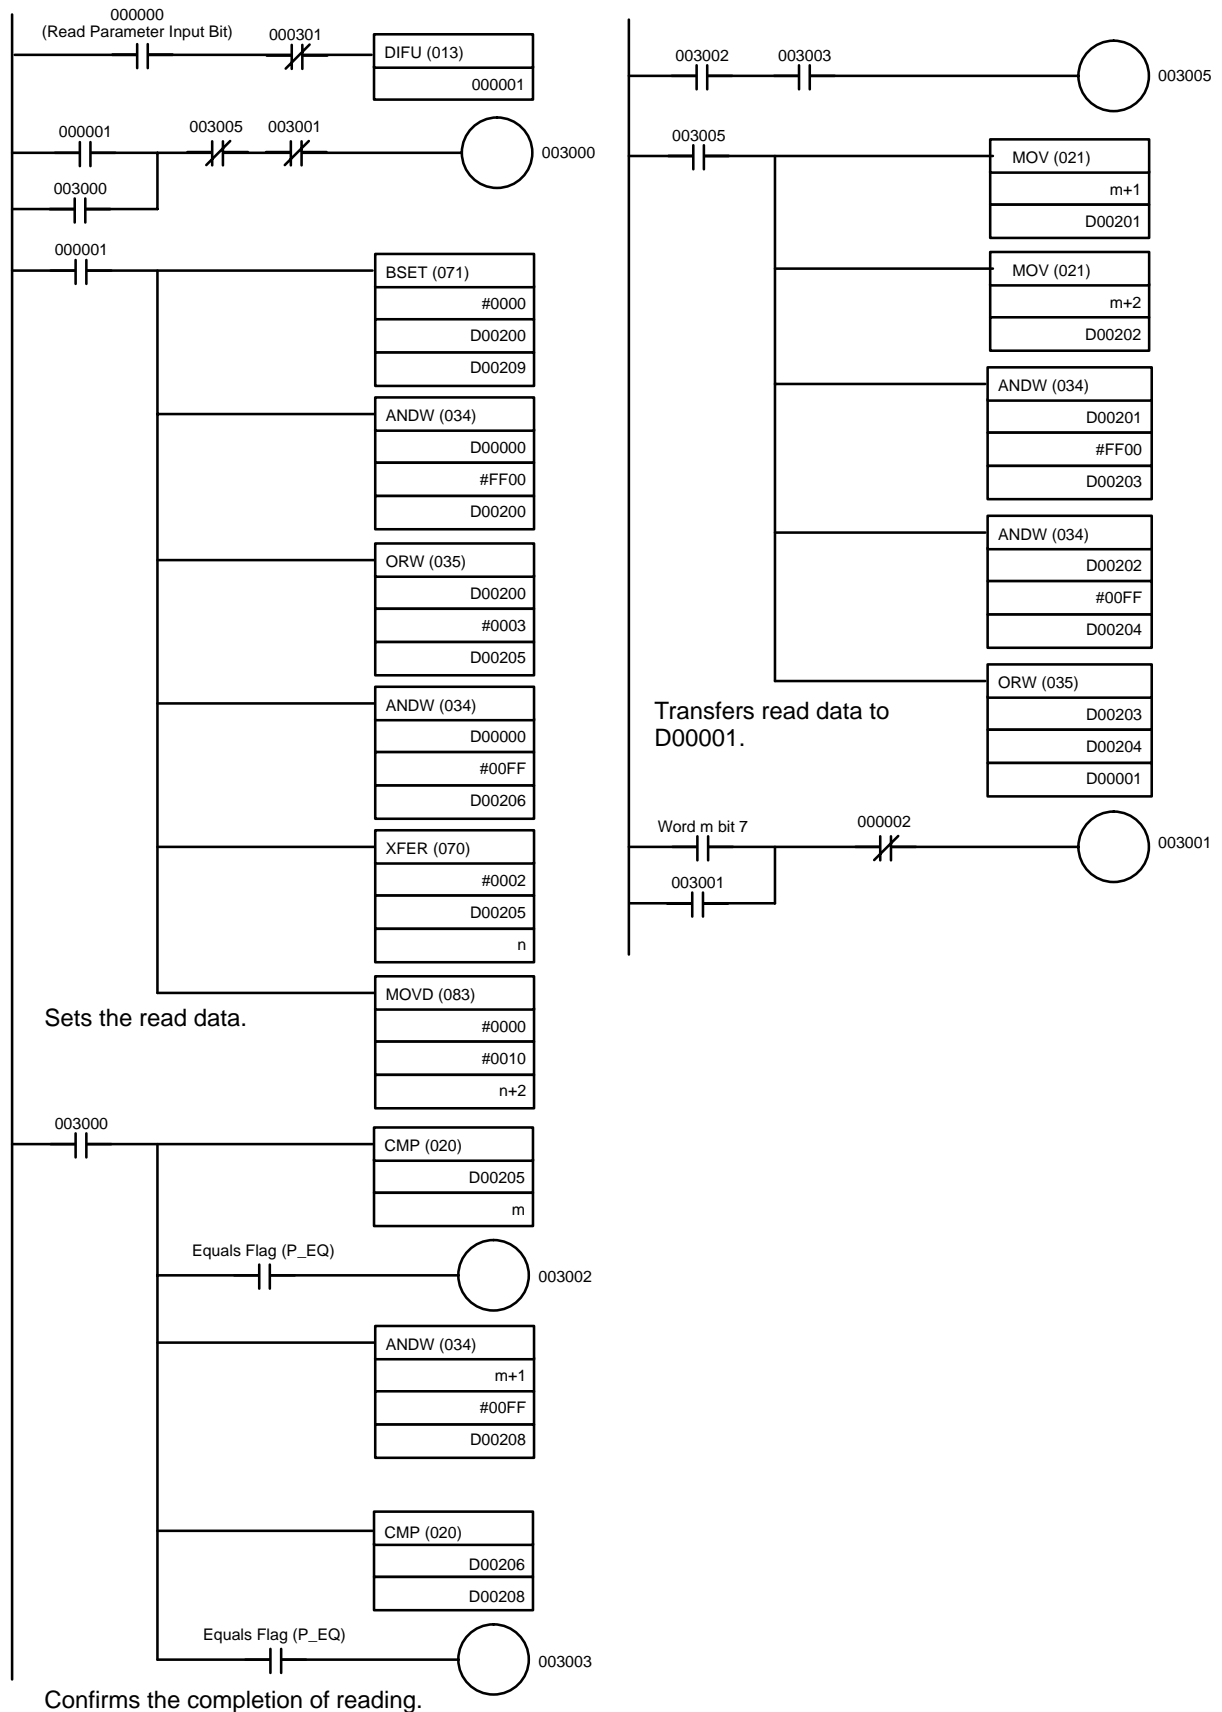 000000
(Read Parameter Input Bit)
000301
DIFU (013)
000001
000001
003005
003001
003000
003000
000001
BSET (071)
#0000
D00200
D00209
ANDW (034)
D00000
#FF00
D00200
ORW (035)
D00200
#0003
D00205
ANDW (034)
D00000
#00FF
D00206
XFER (070)
#0002
D00205
n
MOVD (083)
#0000
#0010
n+2
Sets the read data.
003000
CMP (020)
D00205
m
Equals Flag (P_EQ)
003002
ANDW (034)
m+1
#00FF
D00208
CMP (020)
D00206
D00208
Equals Flag (P_EQ)
003003
Confirms the completion of reading.
003002
003003
003005
003005
MOV (021)
m+1
D00201
MOV (021)
m+2
D00202
ANDW (034)
D00201
#FF00
D00203
ANDW (034)
D00202
#00FF
D00204
ORW (035)
D00203
D00204
D00001
Transfers read data to
D00001.
Word m bit 7
000002
003001
003001